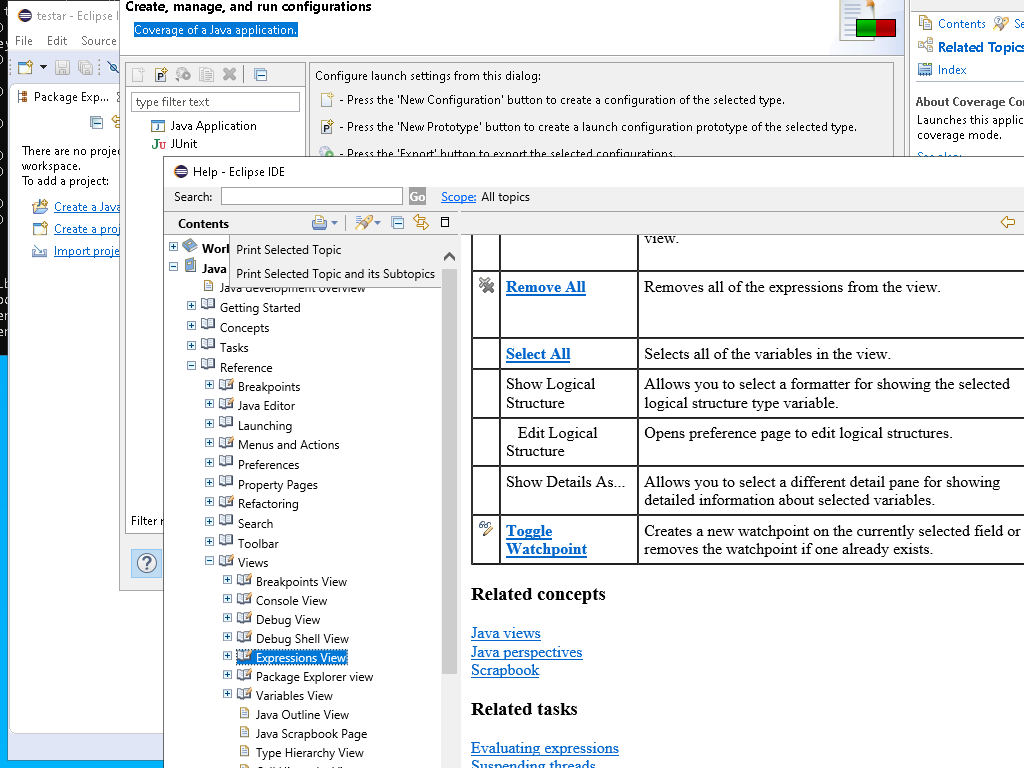 testar - Eclipse I
File Edit Source
Package Exp...
There are no proje
workspace.
To add a project:
Create a Java
Create a proj
Import proje
Create, manage, and run configurations
Coverage of a Java application.
type filter text
Java Application
JUnit
Filter
Configure launch settings from this dialog:
- Press the 'New Configuration' button to create a configuration of the selected type.
- Press the 'New Prototype' button to create a launch configuration prototype of the selected type.
- Press the 'Export' button to export the selected configurations.
Contents Se
Related Topics
Index
About Coverage Co
Launches this applic
coverage mode.
See also:
Help - Eclipse IDE
Search: Go Scope: All topics
Contents
Print Selected Topic
Print Selected Topic and its Subtopics
Worl
Java
Java development overview
Getting Started
Concepts
Tasks
Reference
Breakpoints
Java Editor
Launching
Menus and Actions
Preferences
Property Pages
Refactoring
Search
Toolbar
Views
Breakpoints View
Console View
Debug View
Debug Shell View
Expressions View
Package Explorer view
Variables View
Java Outline View
Java Scrapbook Page
Type Hierarchy View
view.
Remove All Removes all of the expressions from the view.
Select All Selects all of the variables in the view.
Show Logical Allows you to select a formatter for showing the selected
Structure logical structure type variable.
Edit Logical Opens preference page to edit logical structures.
Structure
Show Details As... Allows you to select a different detail pane for showing
detailed information about selected variables.
Toggle Creates a new watchpoint on the currently selected field or
Watchpoint removes the watchpoint if one already exists.
Related concepts
Java views
Java perspectives
Scrapbook
Related tasks
Evaluating expressions
Suspending threads